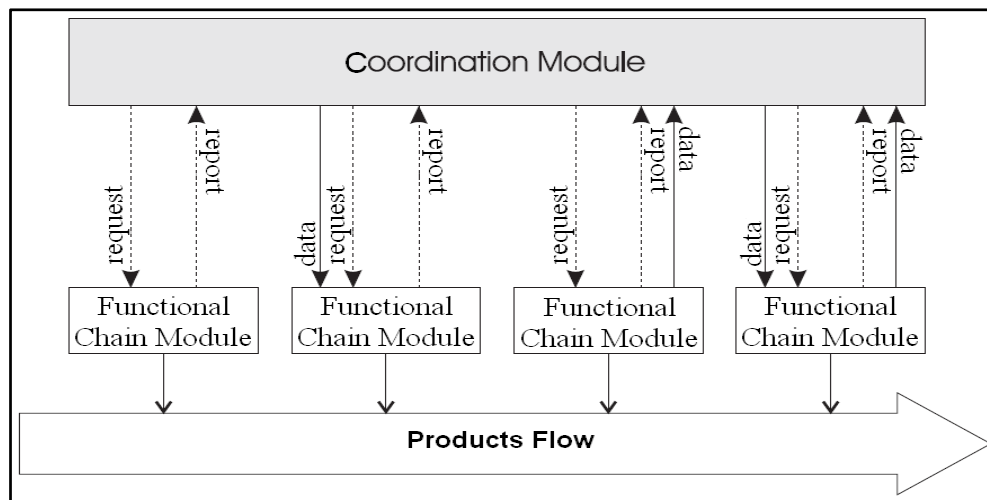 Coordination Module
request
report
data
request
report
request
report
data
data
request
report
data
Functional
Chain Module
Functional
Chain Module
Functional
Chain Module
Functional
Chain Module
Products Flow